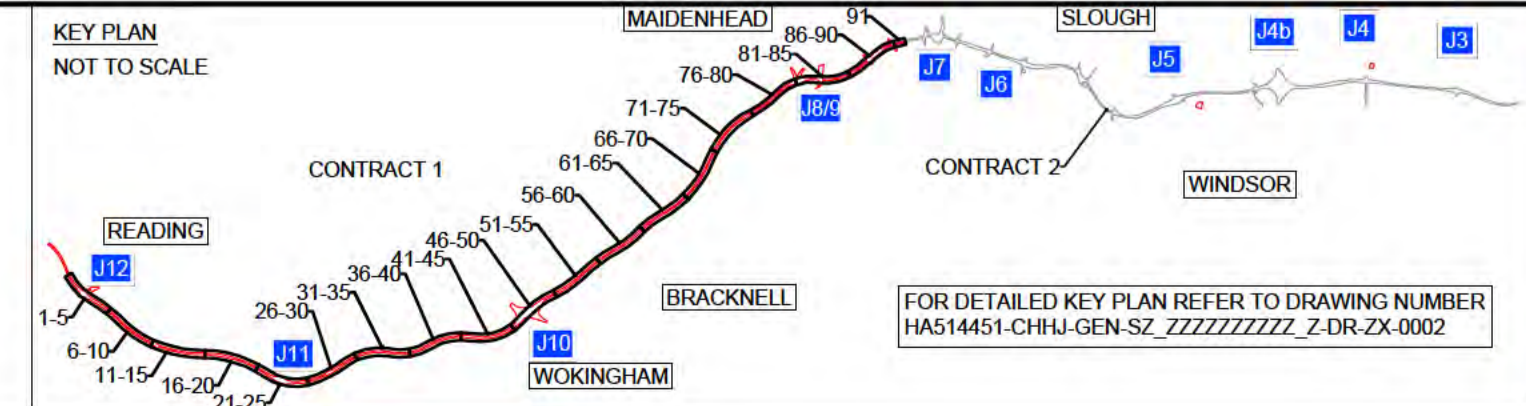 KEY PLAN
NOT TO SCALE
MAIDENHEAD
SLOUGH
91
86-90
81-85
76-80
71-75
66-70
61-65
56-60
51-55
46-50
41-45
36-40
31-35
26-30
J7
J6
J5
J4b
J4
J3
J8/9
CONTRACT 1
CONTRACT 2
WINDSOR
READING
J12
1-5
6-10
11-15
16-20
21-25
J11
J10
WOKINGHAM
BRACKNELL
FOR DETAILED KEY PLAN REFER TO DRAWING NUMBER
HA514451-CHHJ-GEN-SZ_ZZZZZZZZZZ_Z-DR-ZX-0002